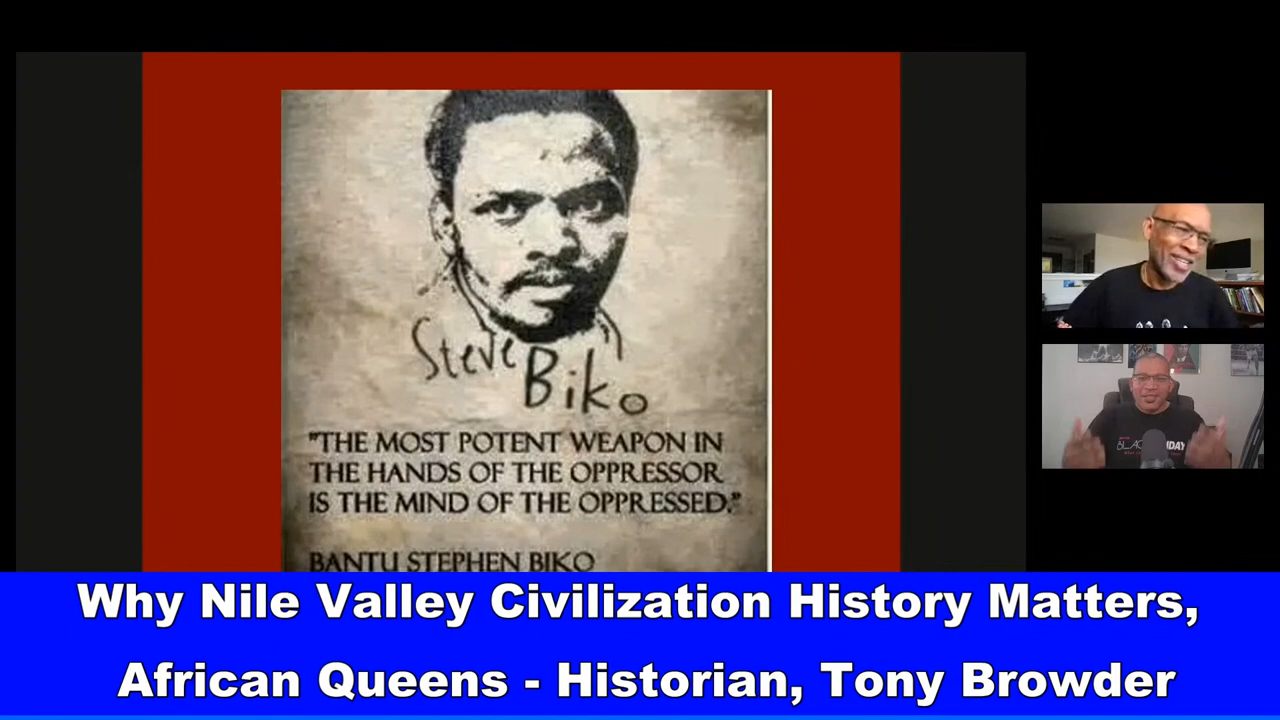 Steve
Biko
"THE MOST POTENT WEAPON IN
THE HANDS OF THE OPPRESSOR
IS THE MIND OF THE OPPRESSED."
BANTU STEPHEN BIKO
Why Nile Valley Civilization History Matters,
African Queens - Historian, Tony Browder